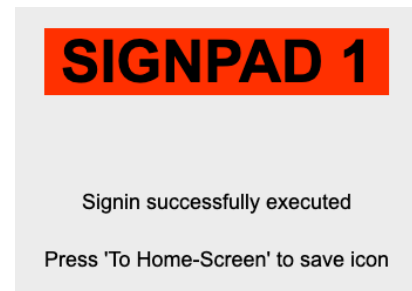 SIGNPAD 1
Signin successfully executed
Press 'To Home-Screen' to save icon